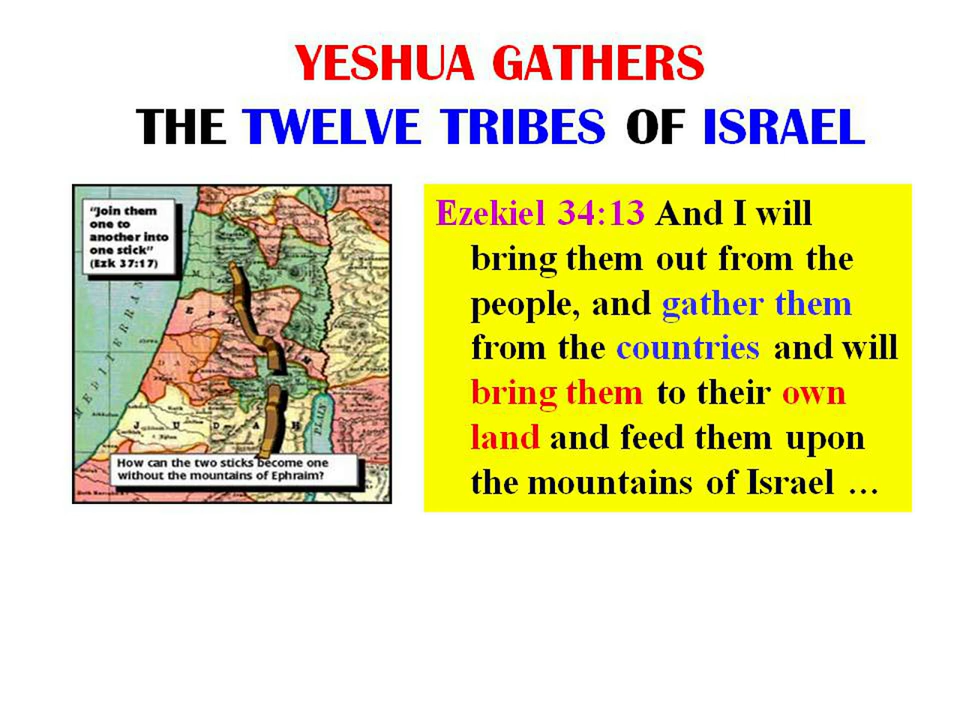 YESHUA GATHERS
THE TWELVE TRIBES OF ISRAEL
"Join them
one to
another into
one stick"
(Ezk 37:17)
MEDITERRAN
EPH
JUDAH
How can the two sticks become one
without the mountains of Ephraim?
Ezekiel 34:13 And I will
bring them out from the
people, and gather them
from the countries and will
bring them to their own
land and feed them upon
the mountains of Israel …